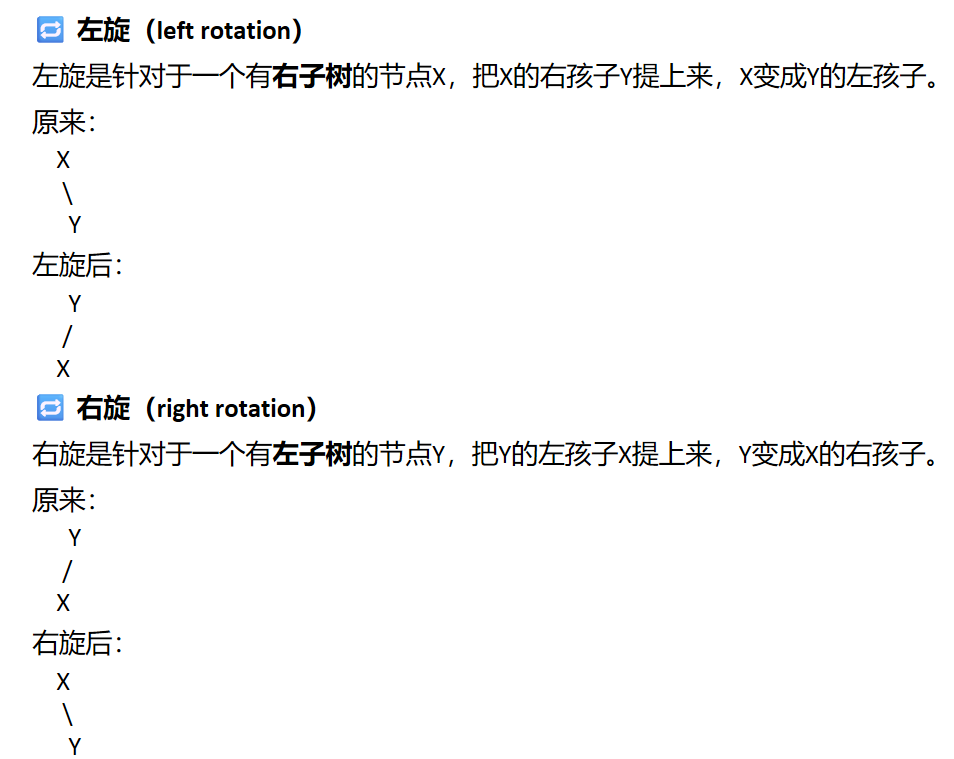 🔁 左旋（left rotation）
左旋是针对于一个有右子树的节点X，把X的右孩子Y提上来，X变成Y的左孩子。
原来：
X
\
Y
左旋后：
Y
/
X
🔁 右旋（right rotation）
右旋是针对于一个有左子树的节点Y，把Y的左孩子X提上来，Y变成X的右孩子。
原来：
Y
/
X
右旋后：
X
\
Y